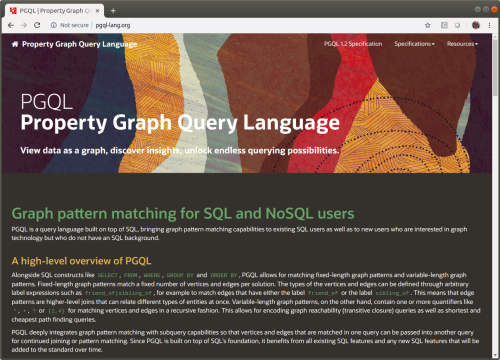 PGQL | Property Graph Q
Not secure | pgql-lang.org
Property Graph Query Language
PGQL 1.2 Specification
Specifications
Resources
PGQL
Property Graph Query Language
View data as a graph, discover insights, unlock endless querying possibilities.
Graph pattern matching for SQL and NoSQL users
PGQL is a query language built on top of SQL, bringing graph pattern matching capabilities to existing SQL users as well as to new users who are interested in graph
technology but who do not have an SQL background.
A high-level overview of PGQL
Alongside SQL constructs like SELECT, FROM, WHERE, GROUP BY and ORDER BY, PGQL allows for matching fixed-length graph patterns and variable-length graph
patterns. Fixed-length graph patterns match a fixed number of vertices and edges per solution. The types of the vertices and edges can be defined through arbitrary
label expressions such as friend_of|sibling_of, for example to match edges that have either the label friend_of or the label sibling_of. This means that edge
patterns are higher-level joins that can relate different types of entities at once. Variable-length graph patterns, on the other hand, contain one or more quantifiers like
*, +, ? or {2,4} for matching vertices and edges in a recursive fashion. This allows for encoding graph reachability (transitive closure) queries as well as shortest and
cheapest path finding queries.
PGQL deeply integrates graph pattern matching with subquery capabilities so that vertices and edges that are matched in one query can be passed into another query
for continued joining or pattern matching. Since PGQL is built on top of SQL's foundation, it benefits from all existing SQL features and any new SQL features that will be
added to the standard over time.